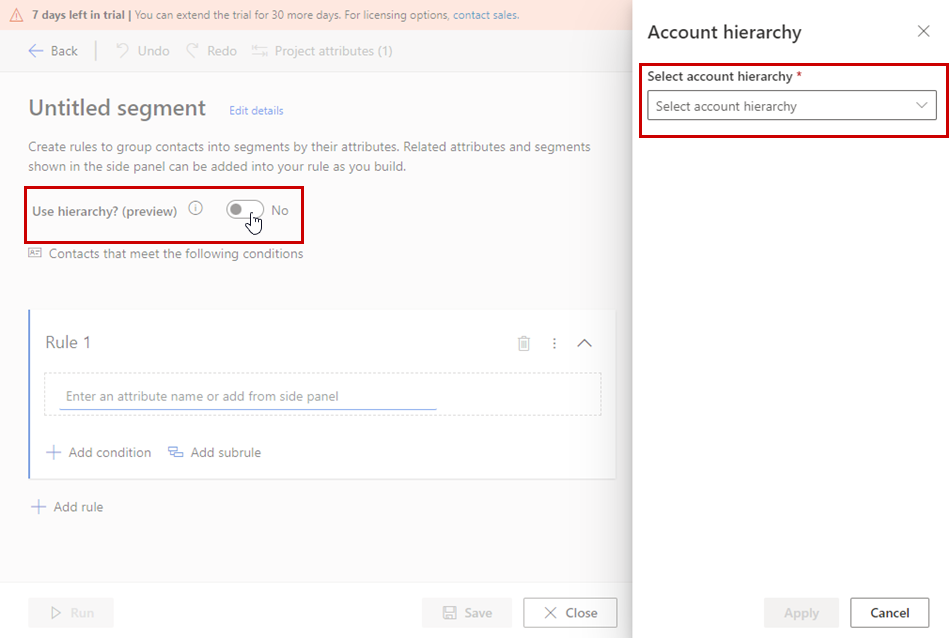 7 days left in trial | You can extend the trial for 30 more days. For licensing options, contact sales.
Back
Undo
Redo
Project attributes (1)
Untitled segment
Edit details
Create rules to group contacts into segments by their attributes. Related attributes and segments
shown in the side panel can be added into your rule as you build.
Use hierarchy? (preview)
No
Contacts that meet the following conditions
Rule 1
Enter an attribute name or add from side panel
Add condition
Add subrule
Add rule
Run
Save
Close
Account hierarchy
Select account hierarchy *
Select account hierarchy
Apply
Cancel